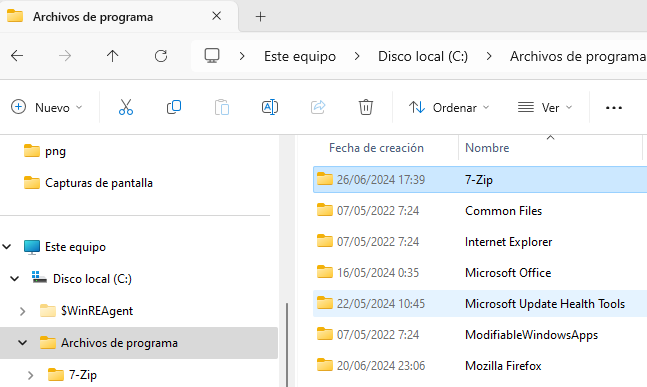 Archivos de programa
Este equipo > Disco local (C:) > Archivos de programa
Nuevo Ordenar Ver
png
Capturas de pantalla
Este equipo
Disco local (C:)
$WinREAgent
Archivos de programa
7-Zip
Fecha de creación Nombre
26/06/2024 17:39 7-Zip
07/05/2022 7:24 Common Files
07/05/2022 7:24 Internet Explorer
16/05/2024 0:35 Microsoft Office
22/05/2024 10:45 Microsoft Update Health Tools
07/05/2022 7:24 ModifiableWindowsApps
20/06/2024 23:06 Mozilla Firefox